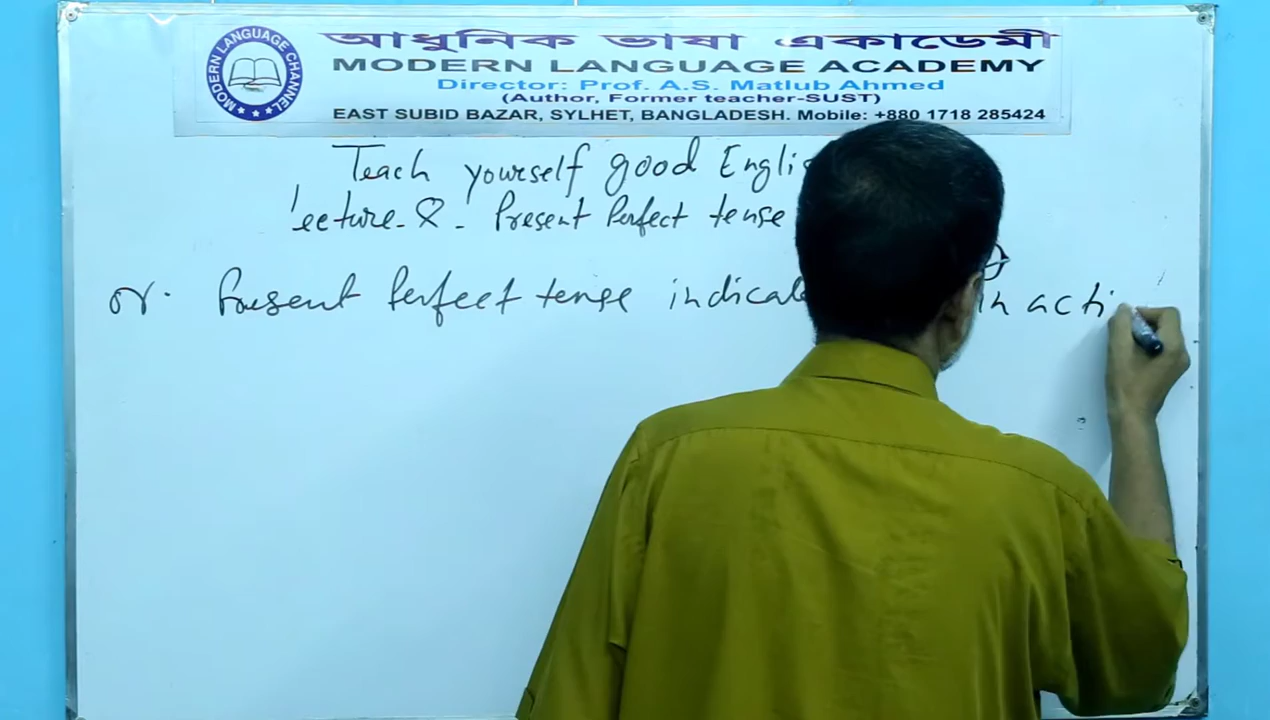 আধুনিক ভাষা একাডেমী
MODERN LANGUAGE ACADEMY
Director: Prof. A.S. Matlub Ahmed
(Author, Former teacher-SUST)
EAST SUBID BAZAR, SYLHET, BANGLADESH. Mobile: +880 1718 285424
MODERN LANGUAGE CHANNEL
Teach yourself good Engli
Lecture-8 - Present Perfect tense
Present Perfect tense indicat in acti